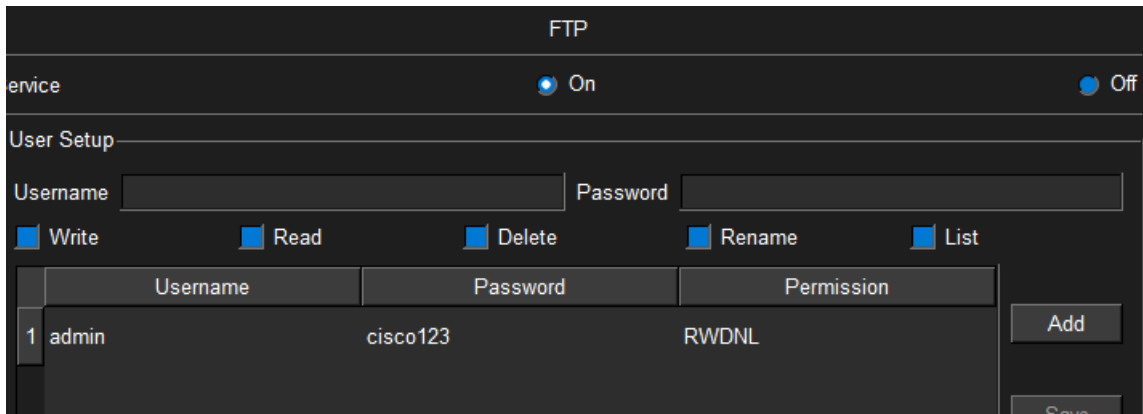 FTP
ervice On Off
User Setup
Username Password
Write Read Delete Rename List
Username Password Permission
1 admin cisco123 RWDNL
Add
Save